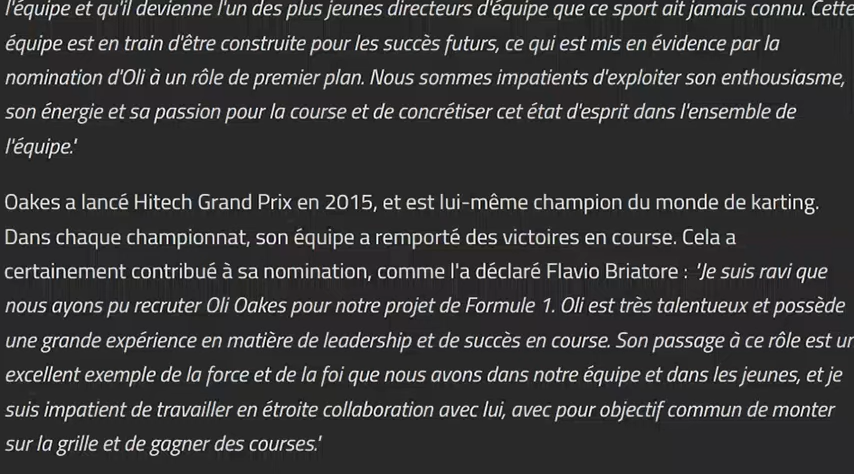 l'équipe et qu'il devienne l'un des plus jeunes directeurs d'équipe que ce sport ait jamais connu. Cette
équipe est en train d'être construite pour les succès futurs, ce qui est mis en évidence par la
nomination d'Oli à un rôle de premier plan. Nous sommes impatients d'exploiter son enthousiasme,
son énergie et sa passion pour la course et de concrétiser cet état d'esprit dans l'ensemble de
l'équipe.'
Oakes a lancé Hitech Grand Prix en 2015, et est lui-même champion du monde de karting.
Dans chaque championnat, son équipe a remporté des victoires en course. Cela a
certainement contribué à sa nomination, comme l'a déclaré Flavio Briatore : 'Je suis ravi que
nous ayons pu recruter Oli Oakes pour notre projet de Formule 1. Oli est très talentueux et possède
une grande expérience en matière de leadership et de succès en course. Son passage à ce rôle est un
excellent exemple de la force et de la foi que nous avons dans notre équipe et dans les jeunes, et je
suis impatient de travailler en étroite collaboration avec lui, avec pour objectif commun de monter
sur la grille et de gagner des courses.'